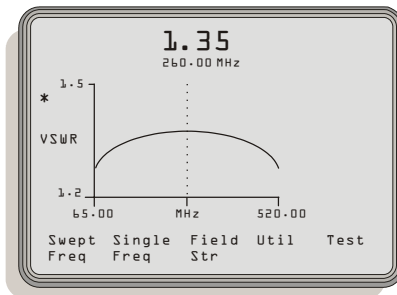 1.35
260.00 MHz
1.5
*
VSWR
1.2
65.00 MHz 520.00
Swept Single Field Util Test
Freq Freq Str